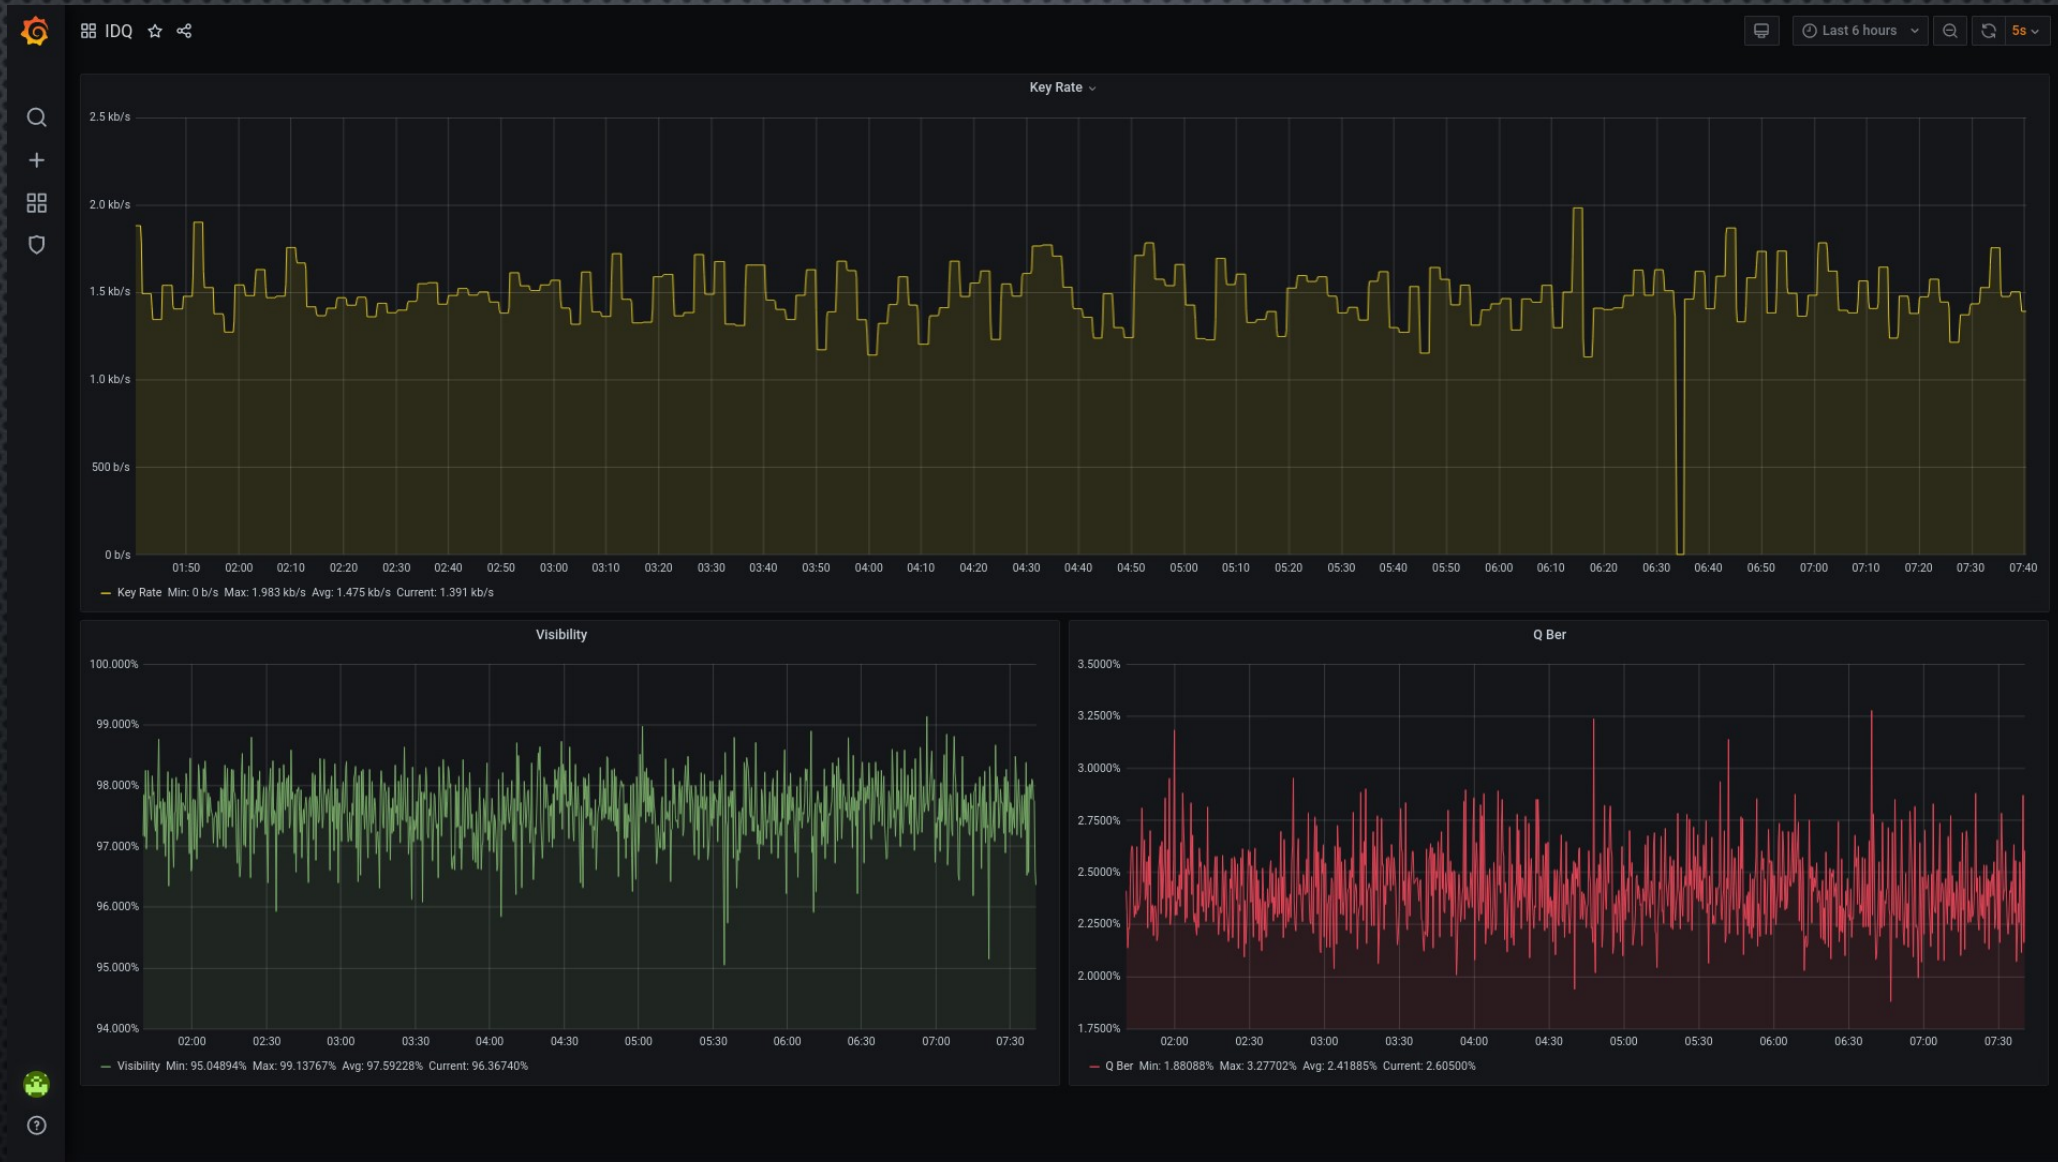 IDQ
Last 6 hours
5s
Key Rate
2.5 kb/s
2.0 kb/s
1.5 kb/s
1.0 kb/s
500 b/s
0 b/s
01:50 02:00 02:10 02:20 02:30 02:40 02:50 03:00 03:10 03:20 03:30 03:40 03:50 04:00 04:10 04:20 04:30 04:40 04:50 05:00 05:10 05:20 05:30 05:40 05:50 06:00 06:10 06:20 06:30 06:40 06:50 07:00 07:10 07:20 07:30 07:40
Key Rate Min: 0 b/s Max: 1.983 kb/s Avg: 1.475 kb/s Current: 1.391 kb/s
Visibility
100.000%
99.000%
98.000%
97.000%
96.000%
95.000%
94.000%
02:00 02:30 03:00 03:30 04:00 04:30 05:00 05:30 06:00 06:30 07:00 07:30
Visibility Min: 95.04894% Max: 99.13767% Avg: 97.59228% Current: 96.36740%
Q Ber
3.5000%
3.2500%
3.0000%
2.7500%
2.5000%
2.2500%
2.0000%
1.7500%
02:00 02:30 03:00 03:30 04:00 04:30 05:00 05:30 06:00 06:30 07:00 07:30
Q Ber Min: 1.88088% Max: 3.27702% Avg: 2.41885% Current: 2.60500%